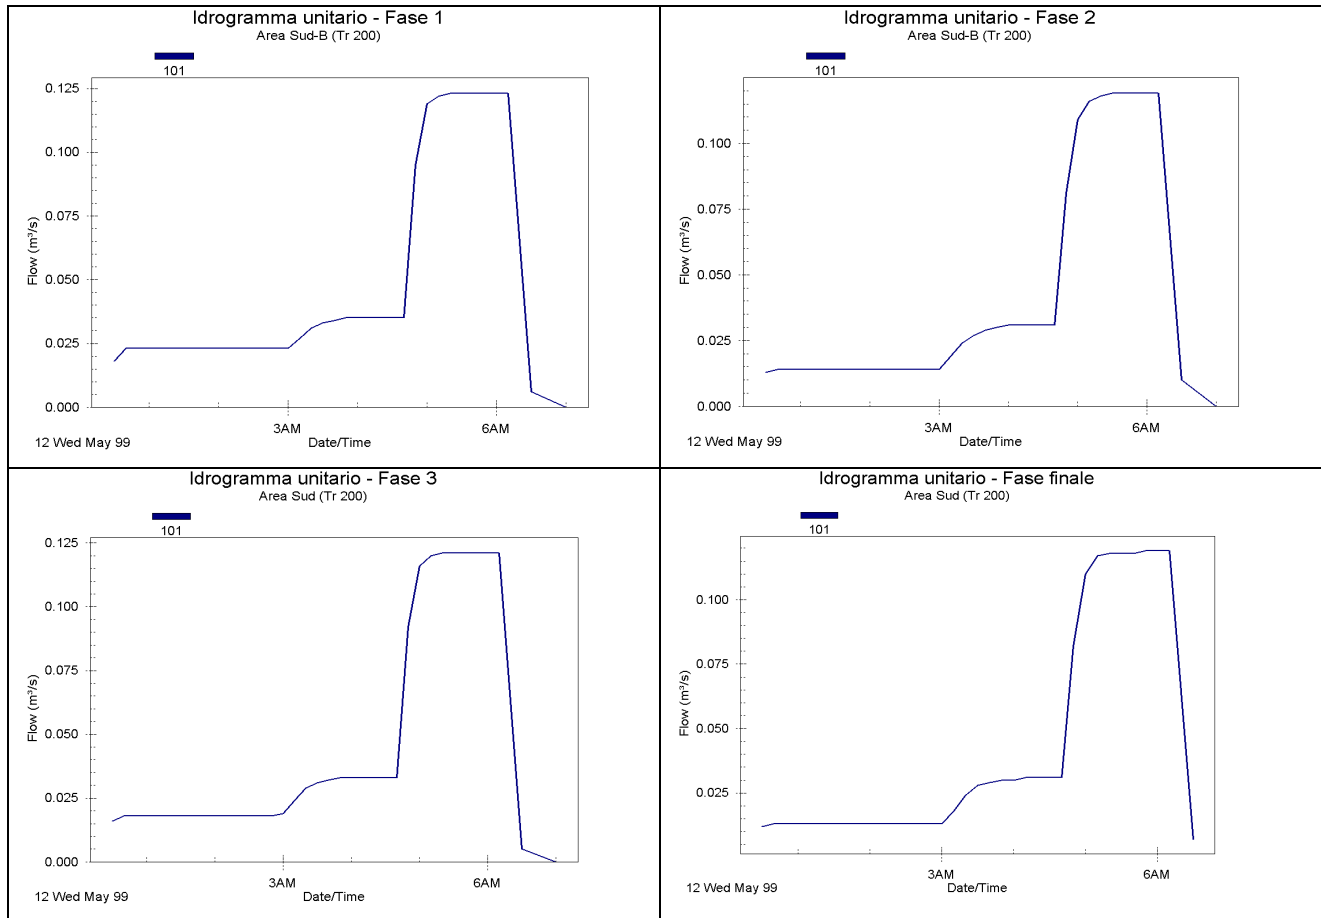 Idrogramma unitario - Fase 1
Area Sud-B (Tr 200)
101
0.125
0.100
0.075
0.050
0.025
0.000
Flow (m³/s)
3AM
6AM
12 Wed May 99
Date/Time
Idrogramma unitario - Fase 2
Area Sud-B (Tr 200)
101
0.100
0.075
0.050
0.025
0.000
Flow (m³/s)
3AM
6AM
12 Wed May 99
Date/Time
Idrogramma unitario - Fase 3
Area Sud (Tr 200)
101
0.125
0.100
0.075
0.050
0.025
0.000
Flow (m³/s)
3AM
6AM
12 Wed May 99
Date/Time
Idrogramma unitario - Fase finale
Area Sud (Tr 200)
101
0.100
0.075
0.050
0.025
Flow (m³/s)
3AM
6AM
12 Wed May 99
Date/Time